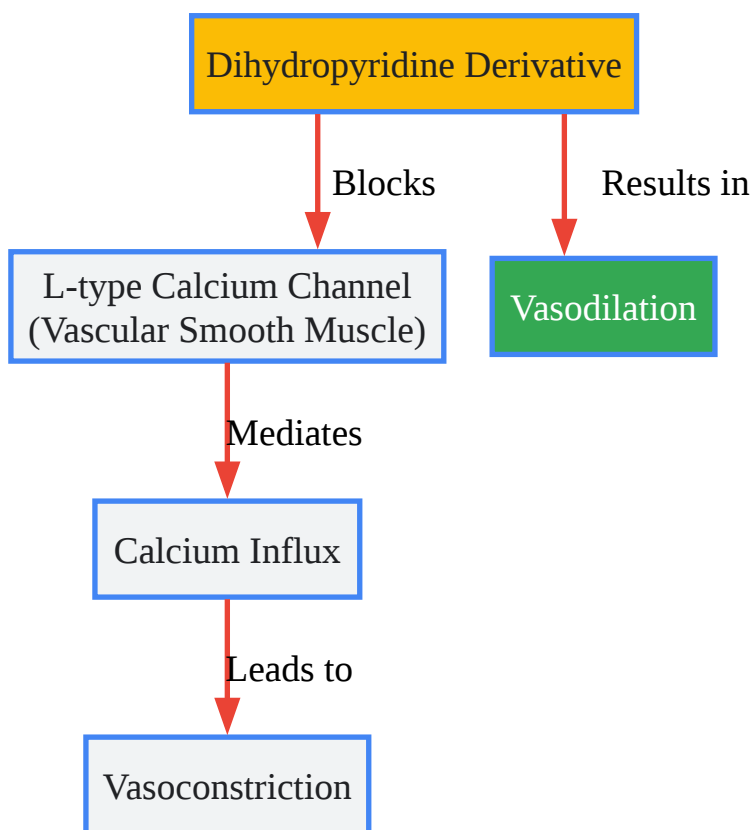 Dihydropyridine Derivative
Blocks
Results in
L-type Calcium Channel
(Vascular Smooth Muscle)
Vasodilation
Mediates
Calcium Influx
Leads to
Vasoconstriction